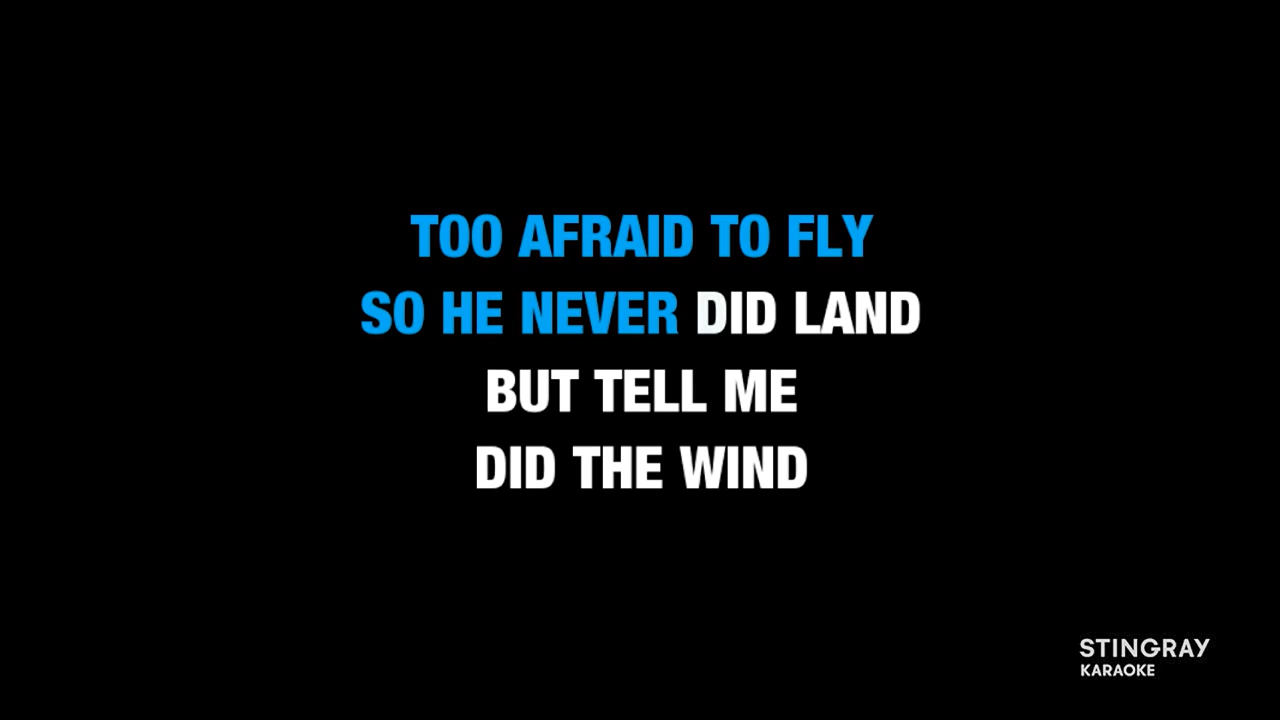 TOO AFRAID TO FLY
SO HE NEVER DID LAND
BUT TELL ME
DID THE WIND
STINGRAY
KARAOKE